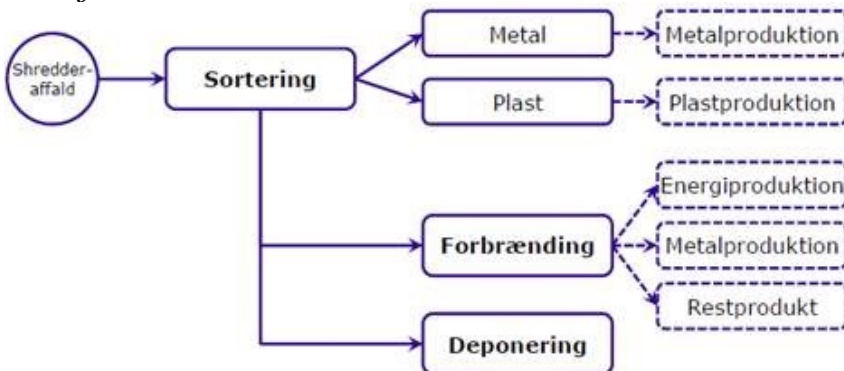 Shredder-
affald
Sortering
Metal
Metalproduktion
Plast
Plastproduktion
Forbrænding
Energiproduktion
Metalproduktion
Restprodukt
Deponering